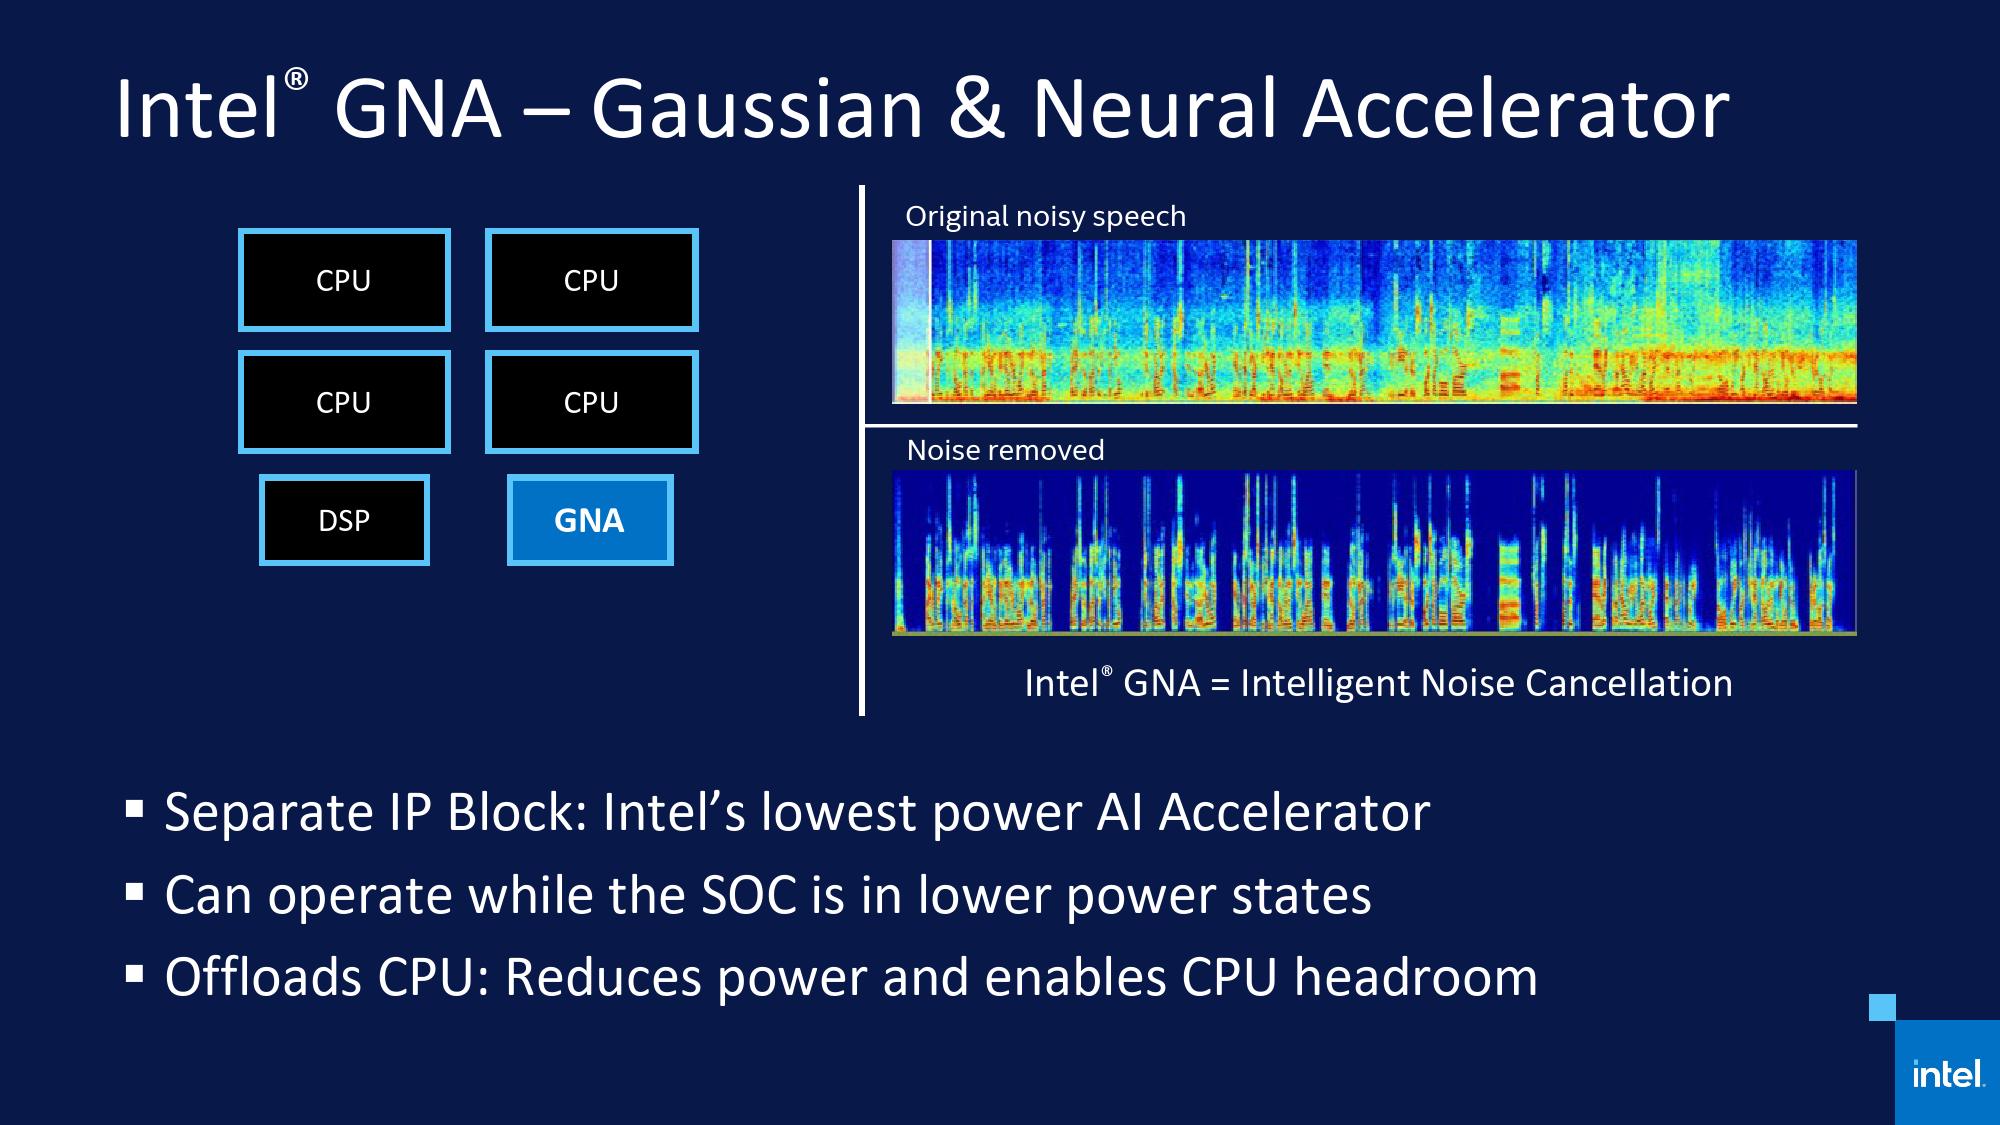 Intel® GNA – Gaussian & Neural Accelerator
CPU
CPU
CPU
CPU
DSP
GNA
Original noisy speech
Noise removed
Intel® GNA = Intelligent Noise Cancellation
▪ Separate IP Block: Intel’s lowest power AI Accelerator
▪ Can operate while the SOC is in lower power states
▪ Offloads CPU: Reduces power and enables CPU headroom
intel.